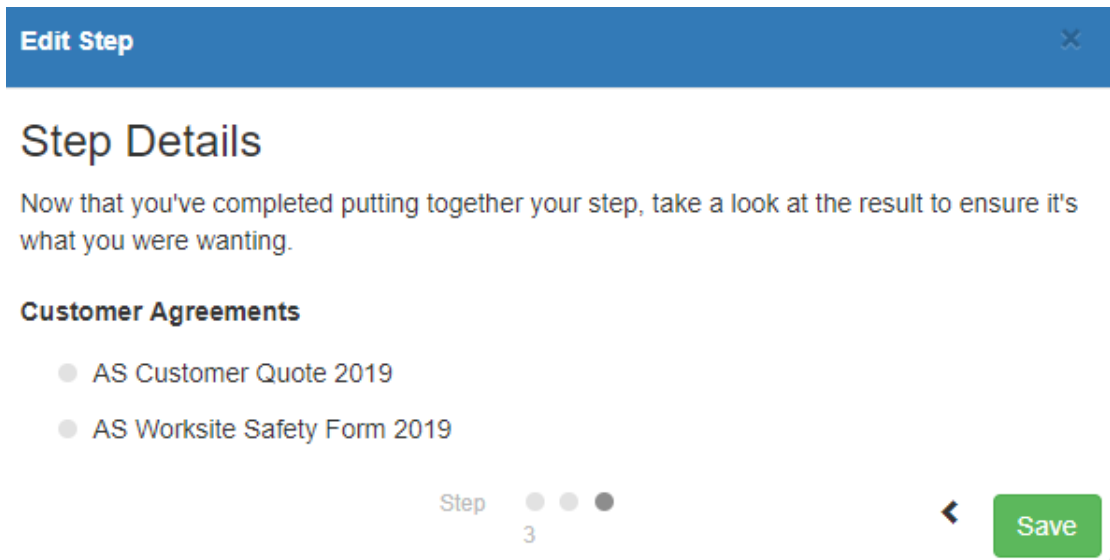 Edit Step
Step Details
Now that you've completed putting together your step, take a look at the result to ensure it's
what you were wanting.
Customer Agreements
AS Customer Quote 2019
AS Worksite Safety Form 2019
Step
3
Save